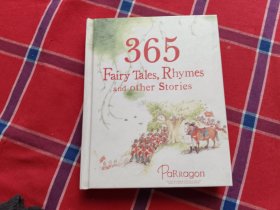 365
Fairy Tales, Rhymes
and other Stories
PaRragon